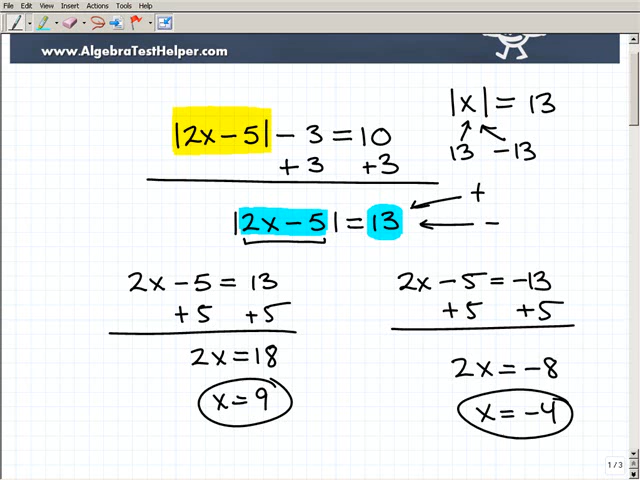 File Edit View Insert Actions Tools Help
www.AlgebraTestHelper.com
|x| = 13
13 -13
|2x - 5| - 3 = 10
+ 3 + 3
+
|2x - 5| = 13
-
2x - 5 = 13
+ 5 + 5
2x = 18
x = 9
2x - 5 = -13
+ 5 + 5
2x = -8
x = -4
1 / 3